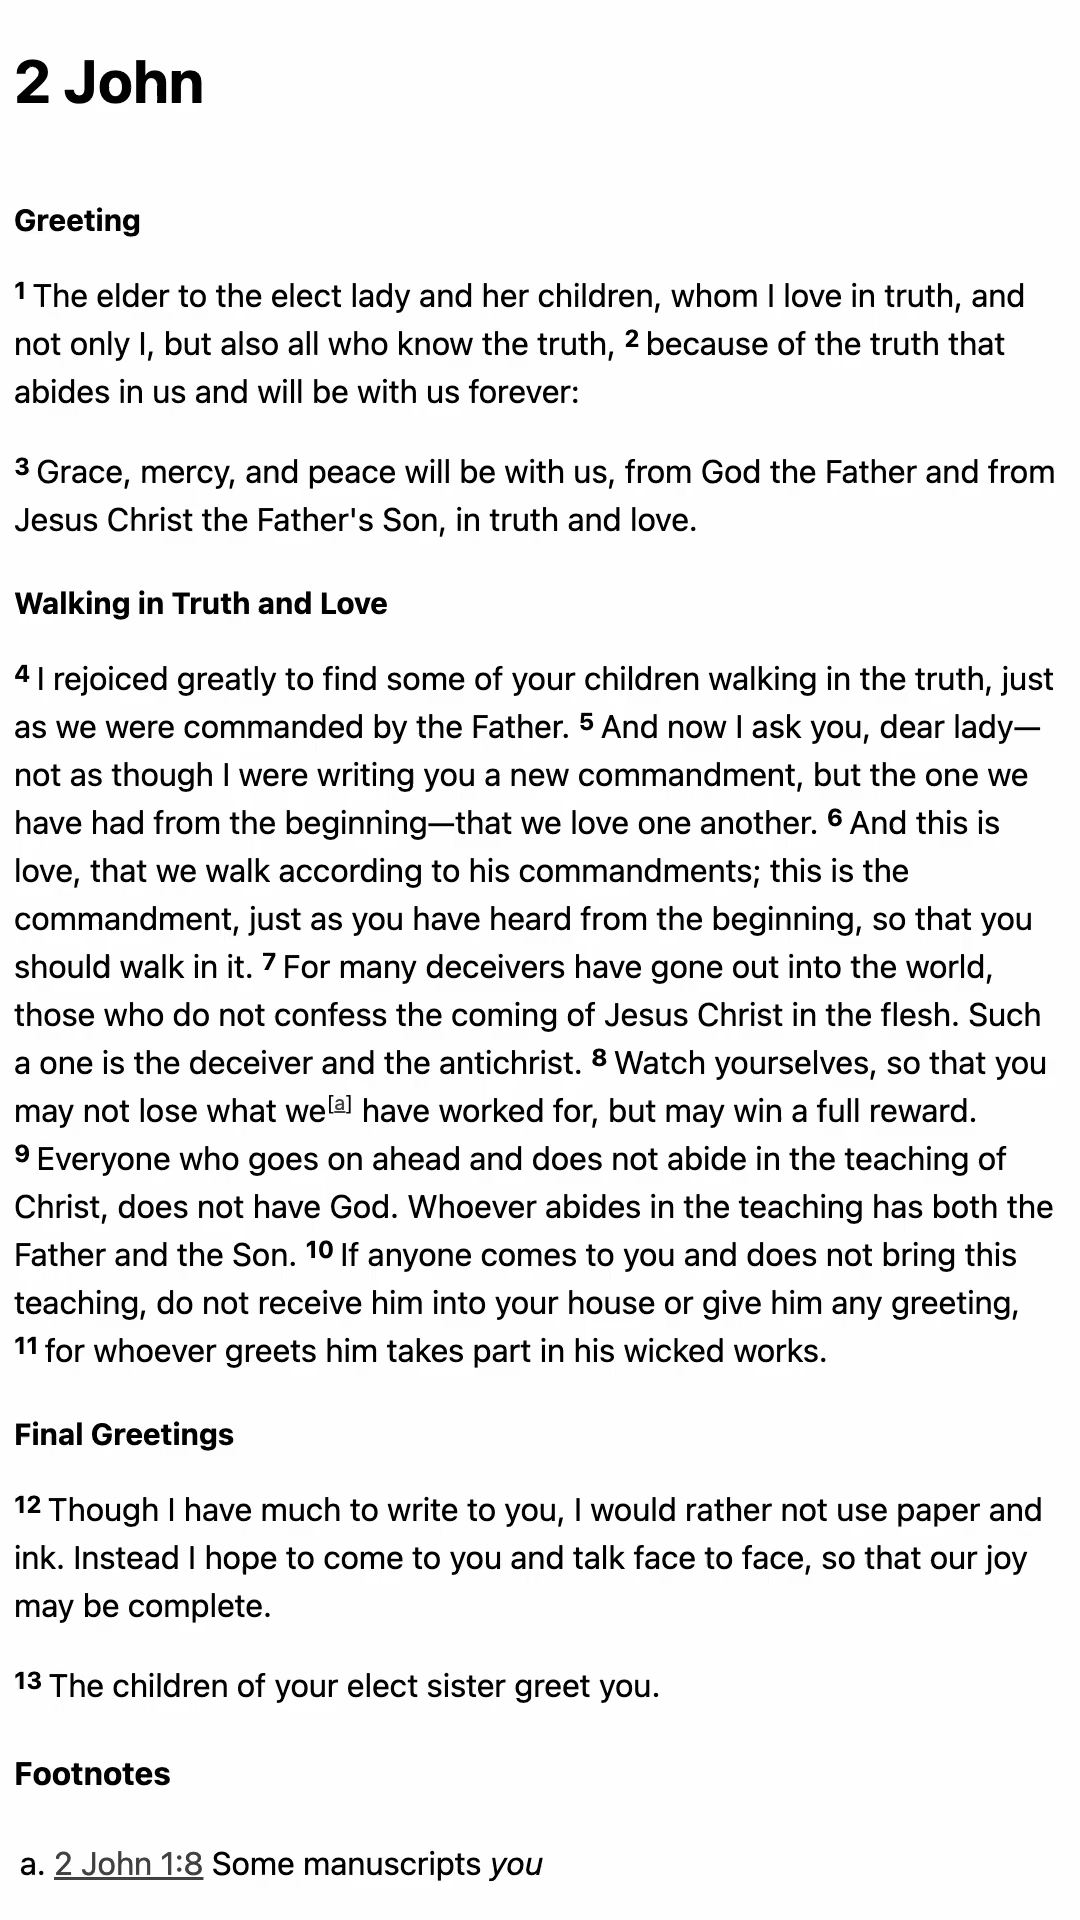 2 John
Greeting
1 The elder to the elect lady and her children, whom I love in truth, and
not only I, but also all who know the truth, 2 because of the truth that
abides in us and will be with us forever:
3 Grace, mercy, and peace will be with us, from God the Father and from
Jesus Christ the Father's Son, in truth and love.
Walking in Truth and Love
4 I rejoiced greatly to find some of your children walking in the truth, just
as we were commanded by the Father. 5 And now I ask you, dear lady—
not as though I were writing you a new commandment, but the one we
have had from the beginning—that we love one another. 6 And this is
love, that we walk according to his commandments; this is the
commandment, just as you have heard from the beginning, so that you
should walk in it. 7 For many deceivers have gone out into the world,
those who do not confess the coming of Jesus Christ in the flesh. Such
a one is the deceiver and the antichrist. 8 Watch yourselves, so that you
may not lose what we[a] have worked for, but may win a full reward.
9 Everyone who goes on ahead and does not abide in the teaching of
Christ, does not have God. Whoever abides in the teaching has both the
Father and the Son. 10 If anyone comes to you and does not bring this
teaching, do not receive him into your house or give him any greeting,
11 for whoever greets him takes part in his wicked works.
Final Greetings
12 Though I have much to write to you, I would rather not use paper and
ink. Instead I hope to come to you and talk face to face, so that our joy
may be complete.
13 The children of your elect sister greet you.
Footnotes
a. 2 John 1:8 Some manuscripts you